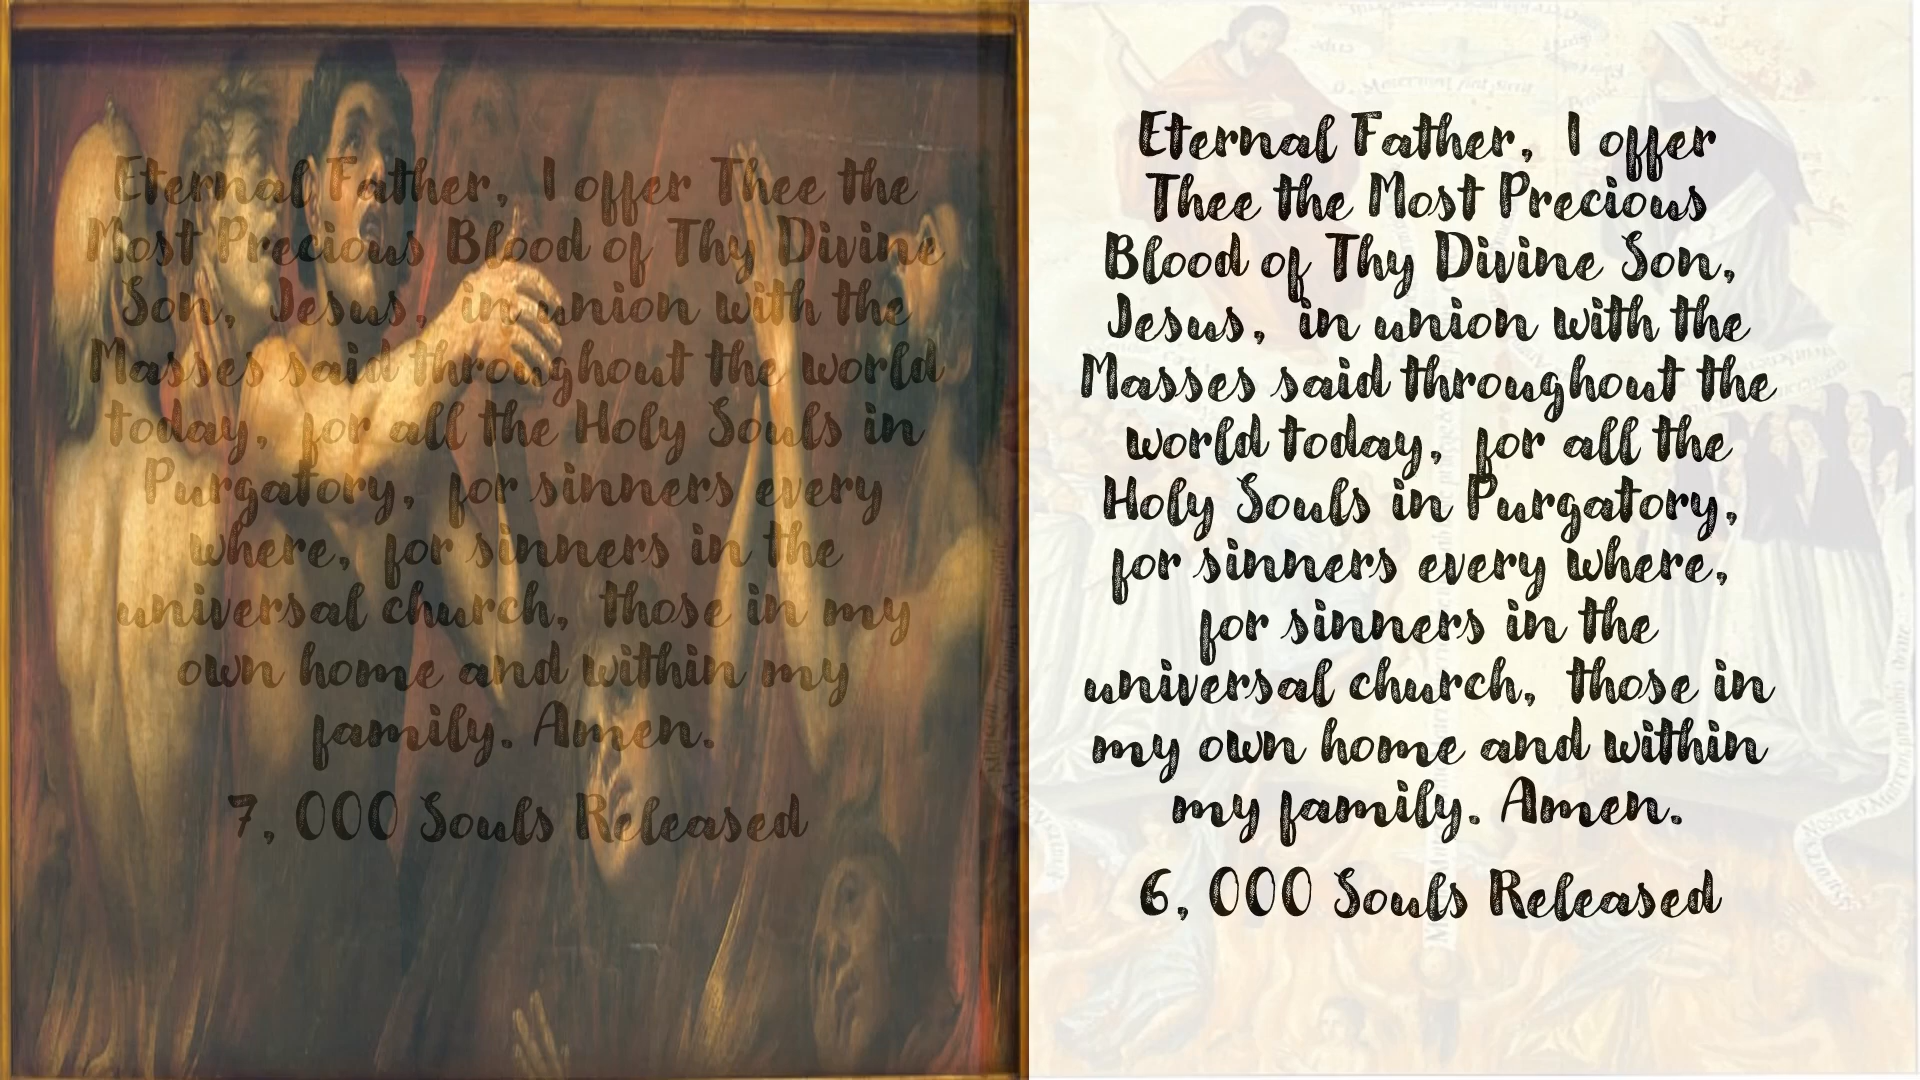 Eternal Father, I offer Thee the
Most Precious Blood of Thy Divine
Son, Jesus, in union with the
Masses said throughout the world
today, for all the Holy Souls in
Purgatory, for sinners every
where, for sinners in the
universal church, those in my
own home and within my
family. Amen.
7, 000 Souls Released
Eternal Father, I offer
Thee the Most Precious
Blood of Thy Divine Son,
Jesus, in union with the
Masses said throughout the
world today, for all the
Holy Souls in Purgatory,
for sinners every where,
for sinners in the
universal church, those in
my own home and within
my family. Amen.
6, 000 Souls Released